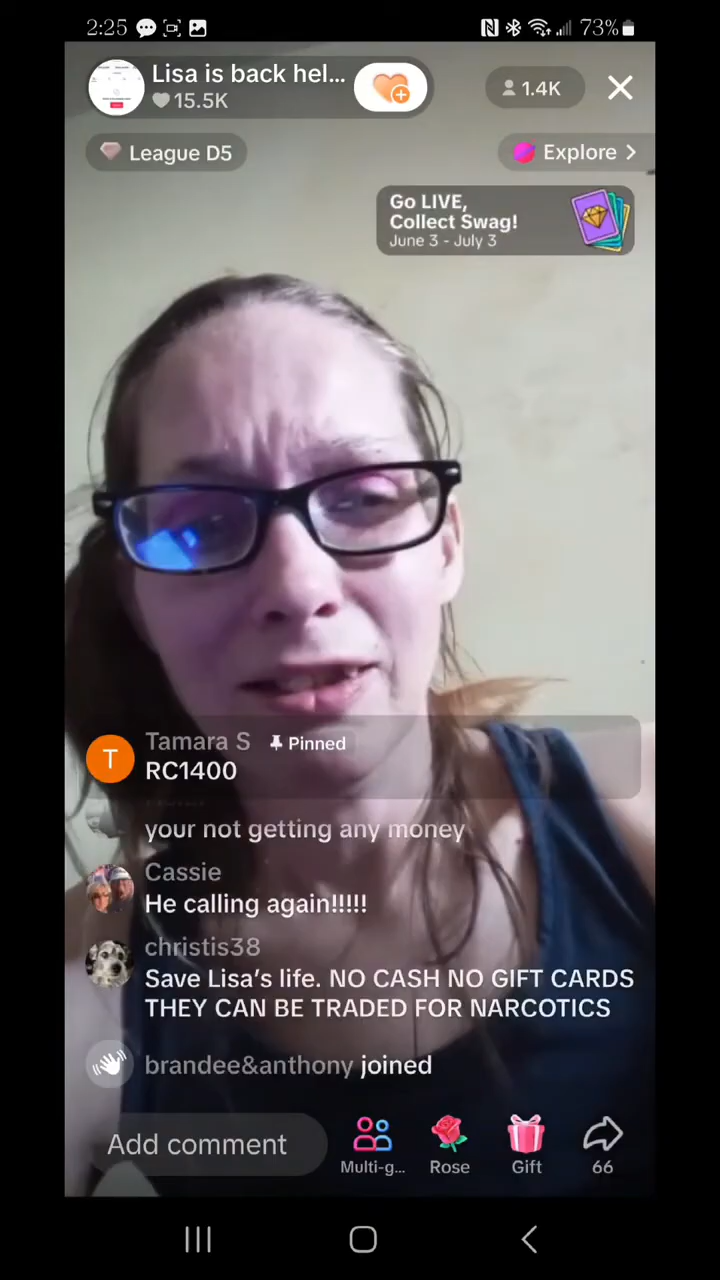 2:25
73%
Lisa is back hel...
15.5K
1.4K
League D5
Explore >
Go LIVE,
Collect Swag!
June 3 - July 3
Tamara S Pinned
T
RC1400
your not getting any money
Cassie
He calling again!!!!!
christis38
Save Lisa's life. NO CASH NO GIFT CARDS
THEY CAN BE TRADED FOR NARCOTICS
brandee&anthony joined
Add comment
Multi-g...
Rose
Gift
66